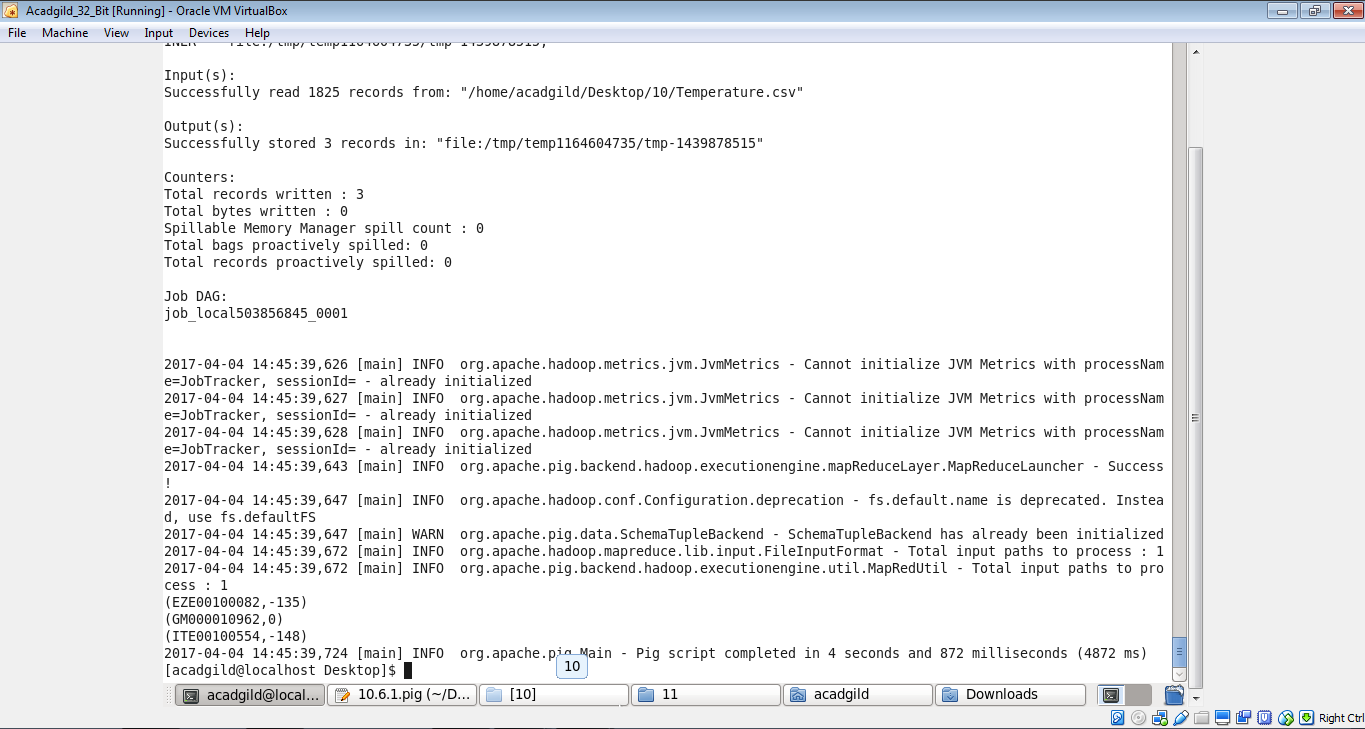 Acadgild_32_Bit [Running] - Oracle VM VirtualBox
File Machine View Input Devices Help
Input(s):
Successfully read 1825 records from: "/home/acadgild/Desktop/10/Temperature.csv"
Output(s):
Successfully stored 3 records in: "file:/tmp/temp1164604735/tmp-1439878515"
Counters:
Total records written : 3
Total bytes written : 0
Spillable Memory Manager spill count : 0
Total bags proactively spilled: 0
Total records proactively spilled: 0
Job DAG:
job_local503856845_0001
2017-04-04 14:45:39,626 [main] INFO  org.apache.hadoop.metrics.jvm.JvmMetrics - Cannot initialize JVM Metrics with processNam
e=JobTracker, sessionId= - already initialized
2017-04-04 14:45:39,627 [main] INFO  org.apache.hadoop.metrics.jvm.JvmMetrics - Cannot initialize JVM Metrics with processNam
e=JobTracker, sessionId= - already initialized
2017-04-04 14:45:39,628 [main] INFO  org.apache.hadoop.metrics.jvm.JvmMetrics - Cannot initialize JVM Metrics with processNam
e=JobTracker, sessionId= - already initialized
2017-04-04 14:45:39,643 [main] INFO  org.apache.pig.backend.hadoop.executionengine.mapReduceLayer.MapReduceLauncher - Success
!
2017-04-04 14:45:39,647 [main] INFO  org.apache.hadoop.conf.Configuration.deprecation - fs.default.name is deprecated. Instea
d, use fs.defaultFS
2017-04-04 14:45:39,647 [main] WARN  org.apache.pig.data.SchemaTupleBackend - SchemaTupleBackend has already been initialized
2017-04-04 14:45:39,672 [main] INFO  org.apache.hadoop.mapreduce.lib.input.FileInputFormat - Total input paths to process : 1
2017-04-04 14:45:39,672 [main] INFO  org.apache.pig.backend.hadoop.executionengine.util.MapRedUtil - Total input paths to pro
cess : 1
(EZE00100082,-135)
(GM000010962,0)
(ITE00100554,-148)
2017-04-04 14:45:39,724 [main] INFO  org.apache.pig.Main - Pig script completed in 4 seconds and 872 milliseconds (4872 ms)
[acadgild@localhost Desktop]$
10
acadgild@local... 10.6.1.pig (~/D... [10] 11 acadgild Downloads
Right Ctrl